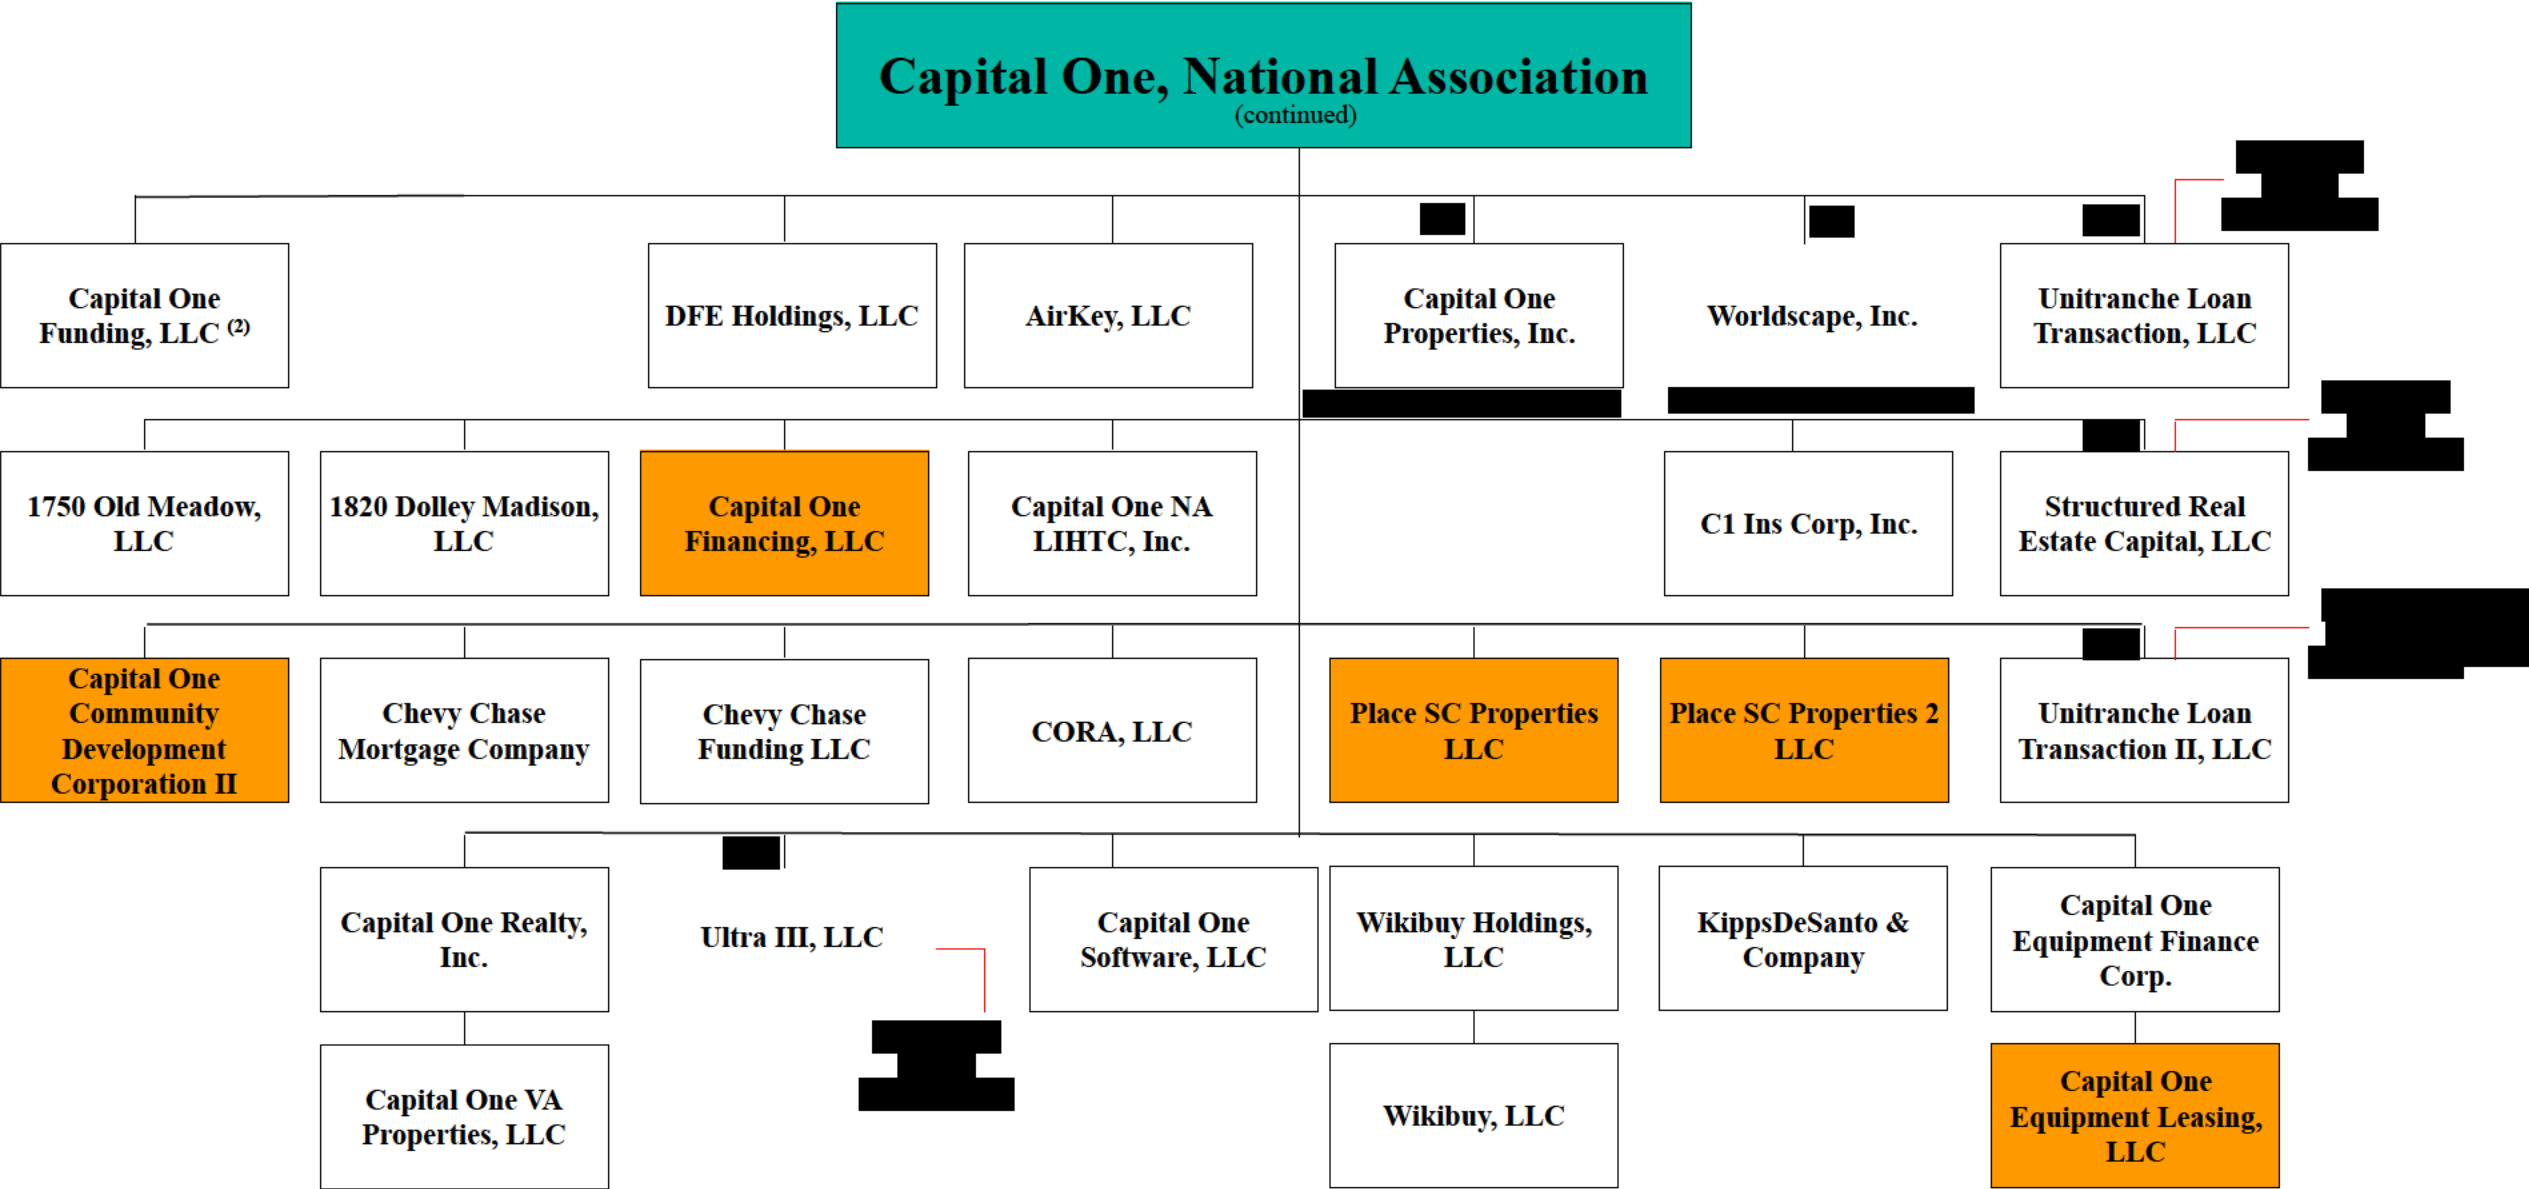 Capital One, National Association
(continued)
Capital One
Funding, LLC (2)
DFE Holdings, LLC
AirKey, LLC
Capital One
Properties, Inc.
Worldscape, Inc.
Unitranche Loan
Transaction, LLC
1750 Old Meadow,
LLC
1820 Dolley Madison,
LLC
Capital One
Financing, LLC
Capital One NA
LIHTC, Inc.
C1 Ins Corp, Inc.
Structured Real
Estate Capital, LLC
Capital One
Community
Development
Corporation II
Chevy Chase
Mortgage Company
Chevy Chase
Funding LLC
CORA, LLC
Place SC Properties
LLC
Place SC Properties 2
LLC
Unitranche Loan
Transaction II, LLC
Capital One Realty,
Inc.
Ultra III, LLC
Capital One
Software, LLC
Wikibuy Holdings,
LLC
KippsDeSanto &
Company
Capital One
Equipment Finance
Corp.
Capital One VA
Properties, LLC
Wikibuy, LLC
Capital One
Equipment Leasing,
LLC